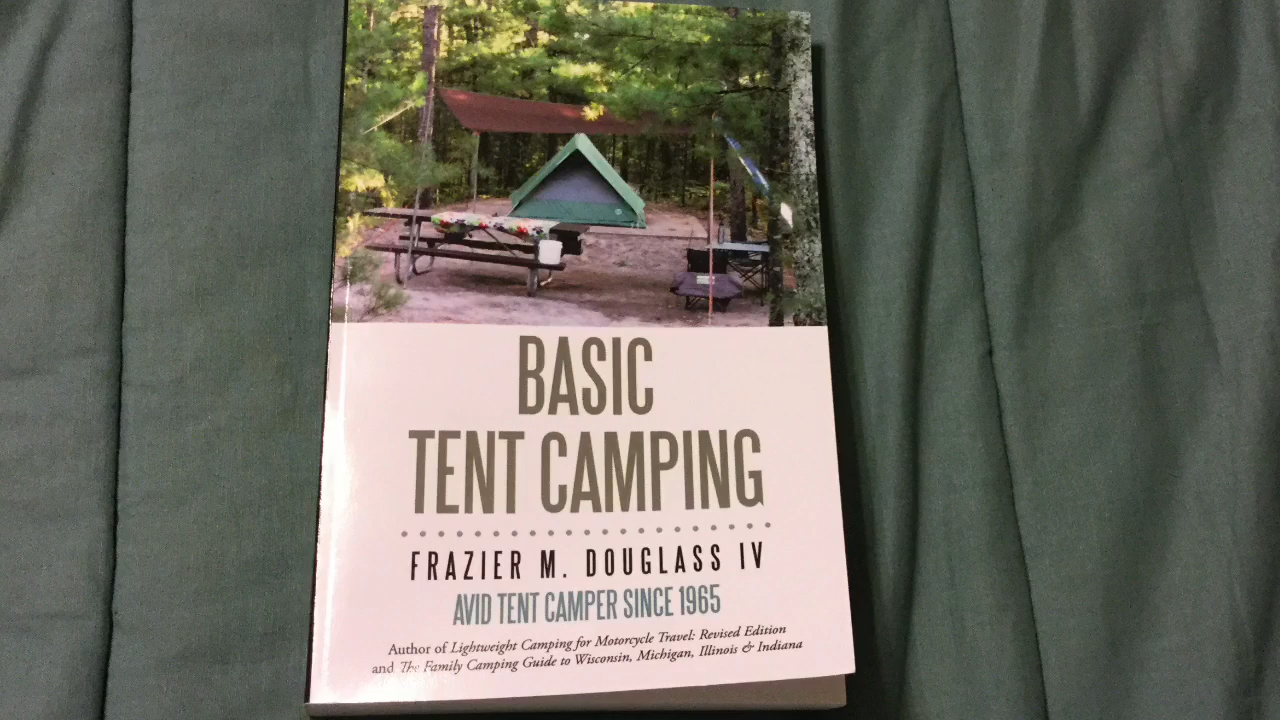 BASIC
TENT CAMPING
FRAZIER M. DOUGLASS IV
AVID TENT CAMPER SINCE 1965
Author of Lightweight Camping for Motorcycle Travel: Revised Edition
and The Family Camping Guide to Wisconsin, Michigan, Illinois & Indiana